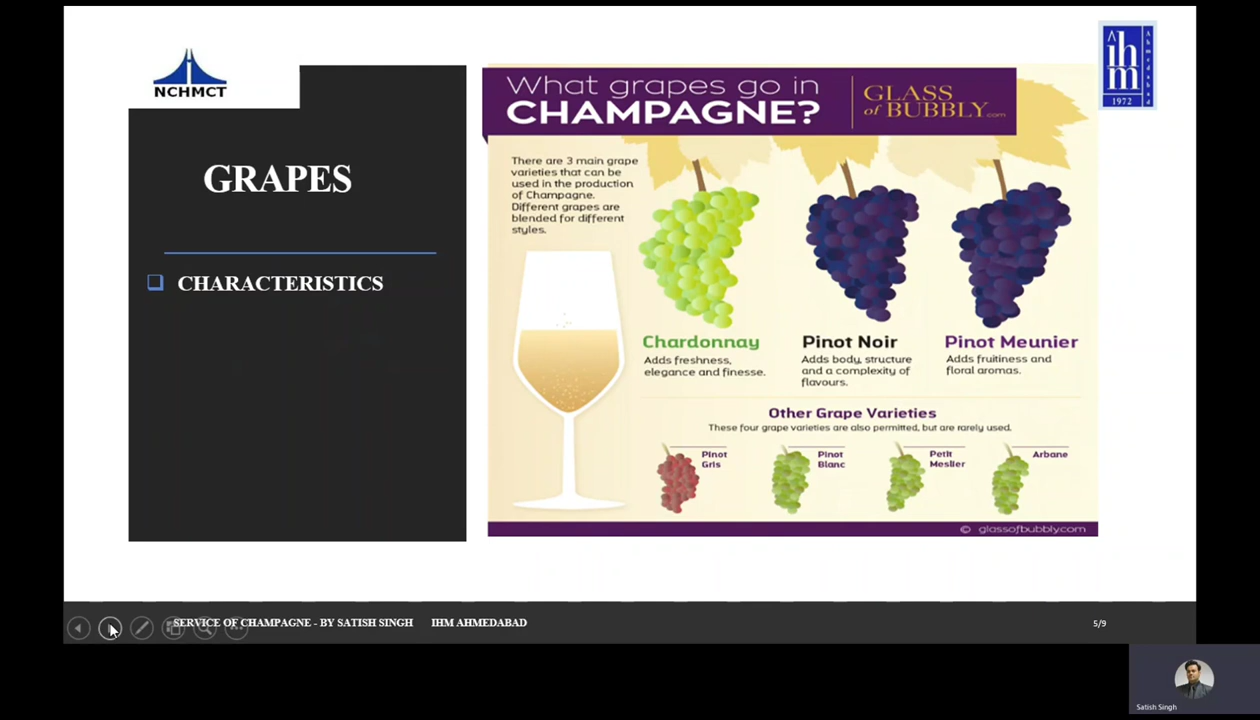 NCHMCT
GRAPES
CHARACTERISTICS
What grapes go in
CHAMPAGNE?
GLASS
of BUBBLY.com
There are 3 main grape
varieties that can be
used in the production
of Champagne.
Different grapes are
blended for different
styles.
Chardonnay
Adds freshness,
elegance and finesse.
Pinot Noir
Adds body, structure
and a complexity of
flavours.
Pinot Meunier
Adds fruitiness and
floral aromas.
Other Grape Varieties
These four grape varieties are also permitted, but are rarely used.
Pinot
Gris
Pinot
Blanc
Petit
Meslier
Arbane
© glassofbubbly.com
ihm
Ahmedabad
1972
SERVICE OF CHAMPAGNE - BY SATISH SINGH IHM AHMEDABAD
5/9
Satish Singh